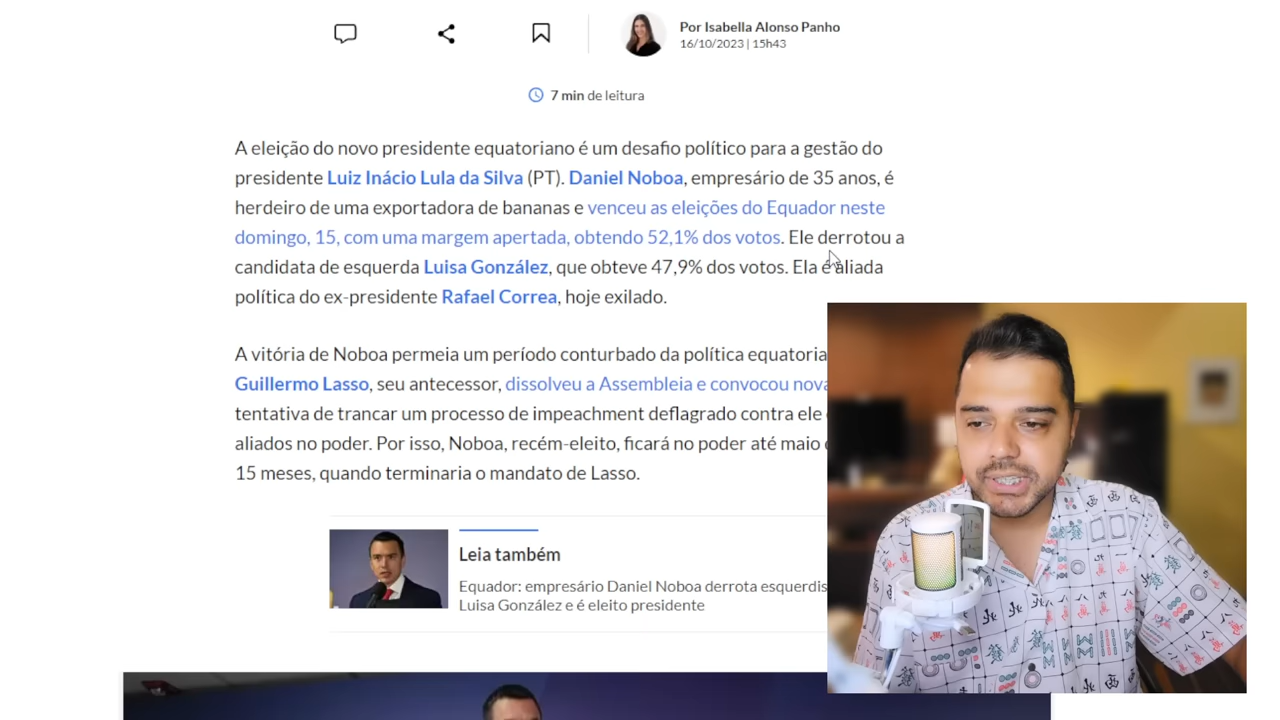 Por Isabella Alonso Panho
16/10/2023 | 15h43
7 min de leitura
A eleição do novo presidente equatoriano é um desafio político para a gestão do
presidente Luiz Inácio Lula da Silva (PT). Daniel Noboa, empresário de 35 anos, é
herdeiro de uma exportadora de bananas e venceu as eleições do Equador neste
domingo, 15, com uma margem apertada, obtendo 52,1% dos votos. Ele derrotou a
candidata de esquerda Luisa González, que obteve 47,9% dos votos. Ela é aliada
política do ex-presidente Rafael Correa, hoje exilado.
A vitória de Noboa permeia um período conturbado da política
Guillermo Lasso, seu antecessor, dissolveu a Assembleia e convocou
tentativa de trancar um processo de impeachment deflagrado contra ele
aliados no poder. Por isso, Noboa, recém-eleito, ficará no poder até maio
15 meses, quando terminaria o mandato de Lasso.
Leia também
Equador: empresário Daniel Noboa derrota
Luisa González e é eleito presidente